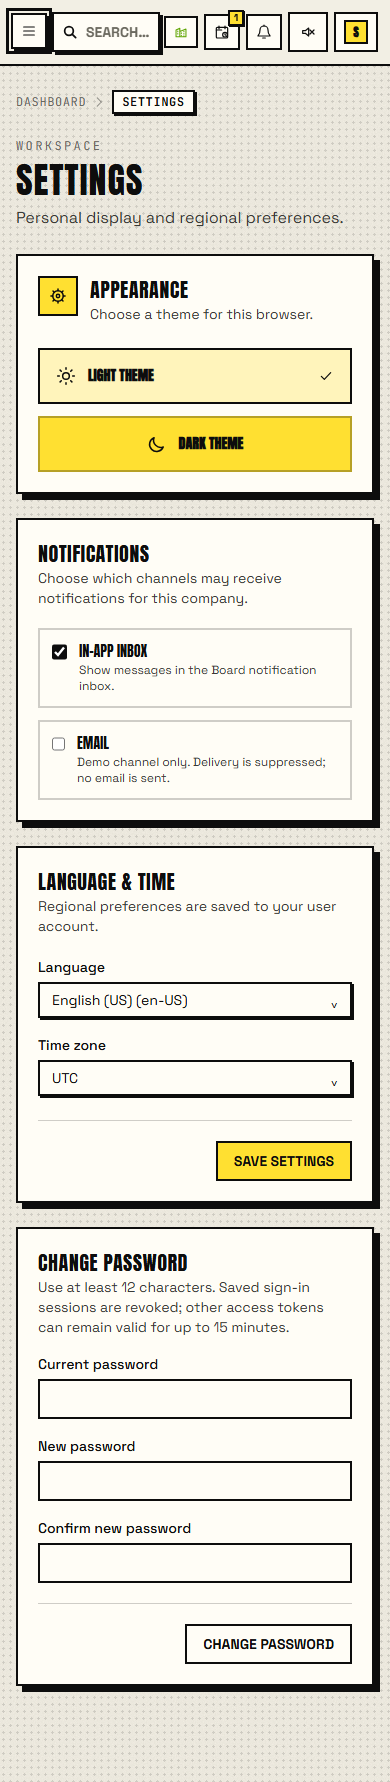 SEARCH...
1
$
DASHBOARD > SETTINGS
WORKSPACE
SETTINGS
Personal display and regional preferences.
APPEARANCE
Choose a theme for this browser.
LIGHT THEME
DARK THEME
NOTIFICATIONS
Choose which channels may receive
notifications for this company.
IN-APP INBOX
Show messages in the Board notification
inbox.
EMAIL
Demo channel only. Delivery is suppressed;
no email is sent.
LANGUAGE & TIME
Regional preferences are saved to your user
account.
Language
English (US) (en-US)
Time zone
UTC
SAVE SETTINGS
CHANGE PASSWORD
Use at least 12 characters. Saved sign-in
sessions are revoked; other access tokens
can remain valid for up to 15 minutes.
Current password
New password
Confirm new password
CHANGE PASSWORD